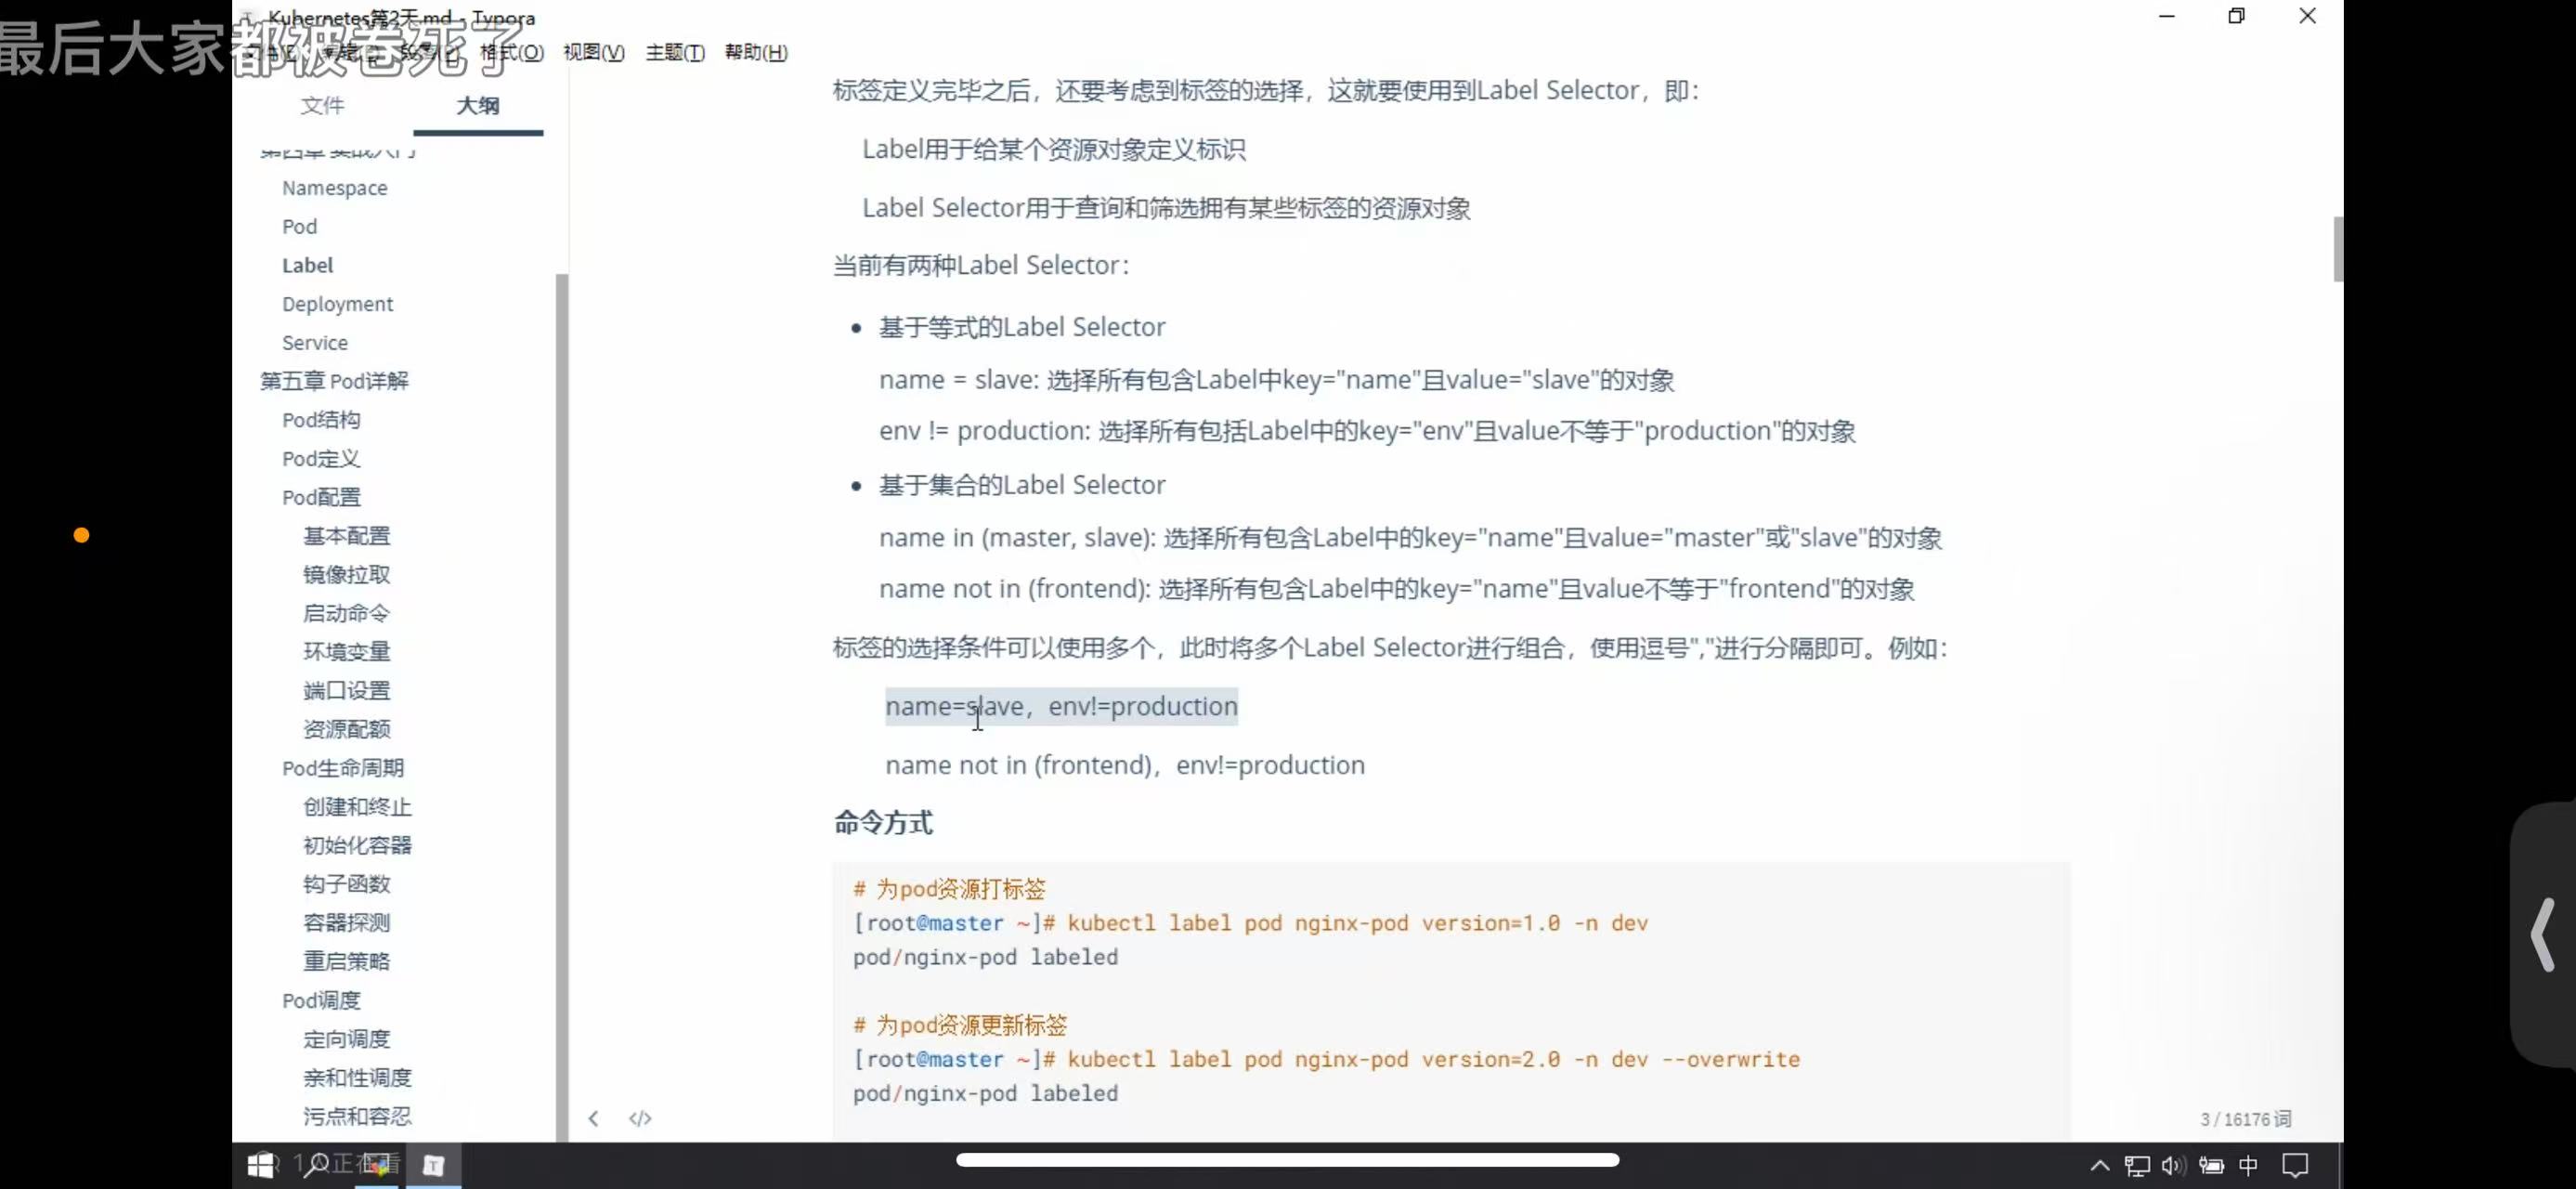 Kubernetes第2天.md - Typora
最后大家都被卷死了
格式(O) 视图(V) 主题(T) 帮助(H)
文件 大纲
第四章 实战入门
Namespace
Pod
Label
Deployment
Service
第五章 Pod详解
Pod结构
Pod定义
Pod配置
基本配置
镜像拉取
启动命令
环境变量
端口设置
资源配额
Pod生命周期
创建和终止
初始化容器
钩子函数
容器探测
重启策略
Pod调度
定向调度
亲和性调度
污点和容忍
标签定义完毕之后，还要考虑到标签的选择，这就要使用到Label Selector，即：
Label用于给某个资源对象定义标识
Label Selector用于查询和筛选拥有某些标签的资源对象
当前有两种Label Selector：
• 基于等式的Label Selector
name = slave: 选择所有包含Label中key="name"且value="slave"的对象
env != production: 选择所有包括Label中的key="env"且value不等于"production"的对象
• 基于集合的Label Selector
name in (master, slave): 选择所有包含Label中的key="name"且value="master"或"slave"的对象
name not in (frontend): 选择所有包含Label中的key="name"且value不等于"frontend"的对象
标签的选择条件可以使用多个，此时将多个Label Selector进行组合，使用逗号","进行分隔即可。例如：
name=slave，env!=production
name not in (frontend)，env!=production
命令方式
# 为pod资源打标签
[root@master ~]# kubectl label pod nginx-pod version=1.0 -n dev
pod/nginx-pod labeled
# 为pod资源更新标签
[root@master ~]# kubectl label pod nginx-pod version=2.0 -n dev --overwrite
pod/nginx-pod labeled
3 / 16176 词
中